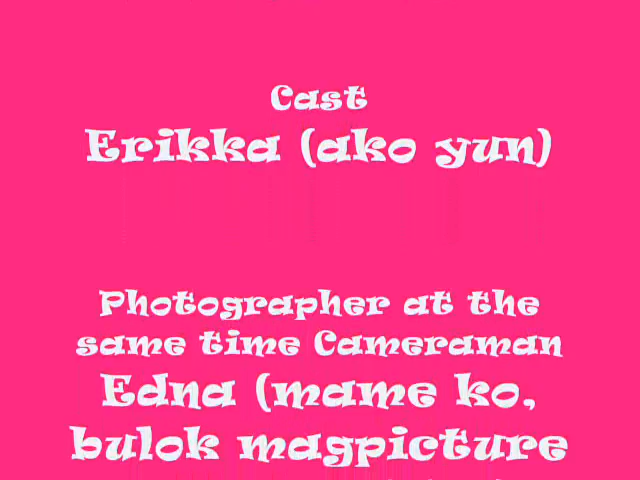 Cast
Erikka (ako yun)
Photographer at the
same time Cameraman
Edna (mame ko,
bulok magpicture